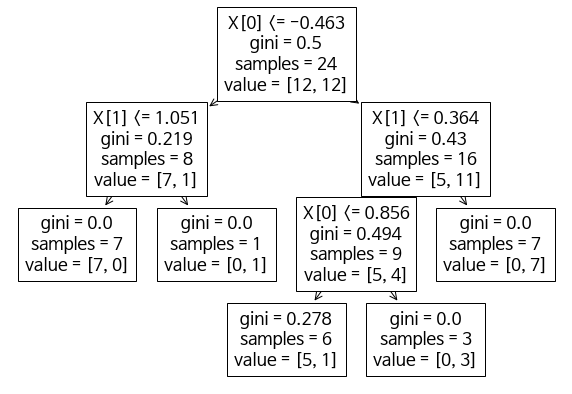 X[0] <= −0.463
gini = 0.5
samples = 24
value = [12, 12]
X[1] <= 1.051
gini = 0.219
samples = 8
value = [7, 1]
X[1] <= 0.364
gini = 0.43
samples = 16
value = [5, 11]
gini = 0.0
samples = 7
value = [7, 0]
gini = 0.0
samples = 1
value = [0, 1]
X[0] <= 0.856
gini = 0.494
samples = 9
value = [5, 4]
gini = 0.0
samples = 7
value = [0, 7]
gini = 0.278
samples = 6
value = [5, 1]
gini = 0.0
samples = 3
value = [0, 3]